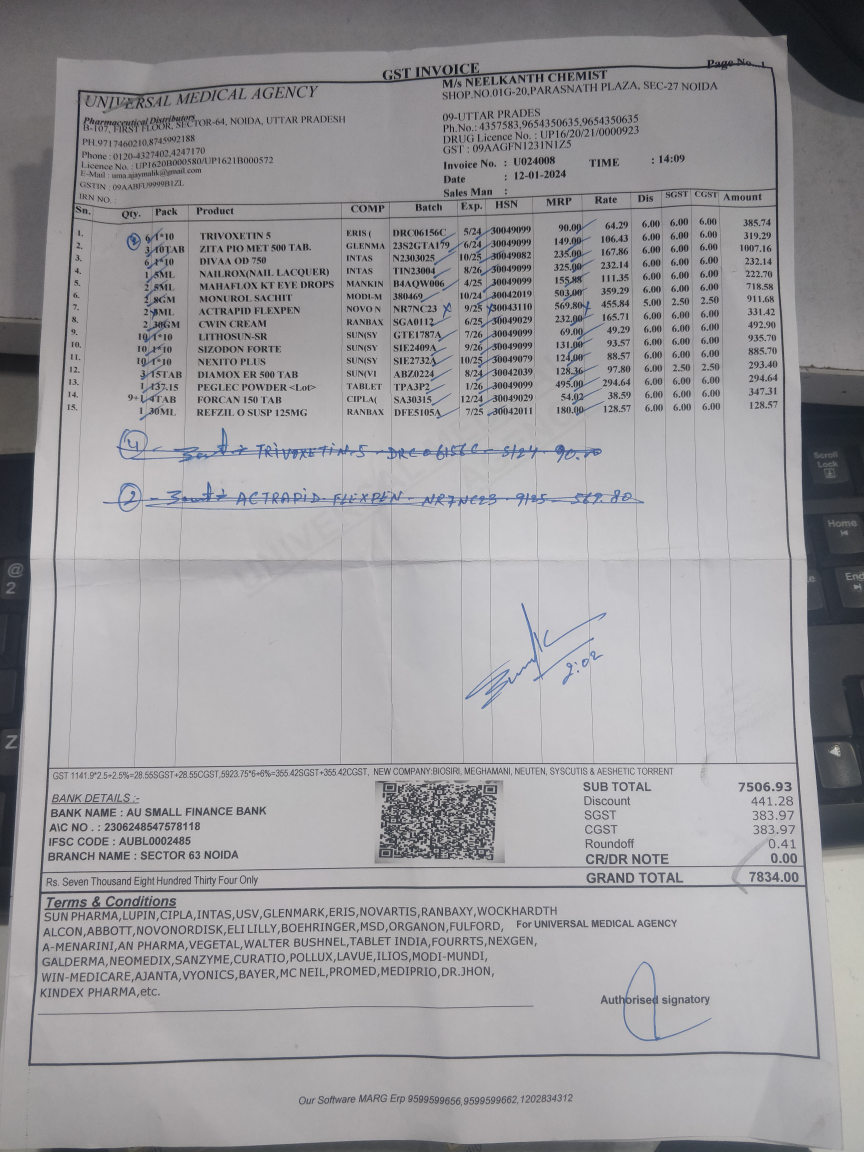 GST INVOICE
Page No. 1
UNIVERSAL MEDICAL AGENCY
Pharmaceutical Distributors
B-107, FIRST FLOOR, SECTOR-64, NOIDA, UTTAR PRADESH
PH.9717460210,8745992188
Phone : 0120-4327402,4247170
Licence No. : UP1620B000580/UP1621B000572
E-Mail : uma.ajaymalik@gmail.com
GSTIN : 09AABFU9999B1ZL
IRN NO. :
M/s NEELKANTH CHEMIST
SHOP.NO.01G-20,PARASNATH PLAZA, SEC-27 NOIDA
09-UTTAR PRADES
Ph.No.: 4357583,9654350635,9654350635
DRUG Licence No. : UP16/20/21/0000923
GST : 09AAGFN1231N1Z5
Invoice No. : U024008 TIME : 14:09
Date : 12-01-2024
Sales Man :
Sn. Qty. Pack Product COMP Batch Exp. HSN MRP Rate Dis SGST CGST Amount
1. 6 1*10 TRIVOXETIN 5 ERIS ( DRC06156C 5/24 30049099 90.00 64.29 6.00 6.00 6.00 385.74
2. 3 10TAB ZITA PIO MET 500 TAB. GLENMA 23S2GTA179 6/24 30049099 149.00 106.43 6.00 6.00 6.00 319.29
3. 6 1*10 DIVAA OD 750 INTAS N2303025 10/25 30049082 235.00 167.86 6.00 6.00 6.00 1007.16
4. 1 5ML NAILROX(NAIL LACQUER) INTAS TIN23004 8/26 30049099 325.00 232.14 6.00 6.00 6.00 232.14
5. 2 5ML MAHAFLOX KT EYE DROPS MANKIN B4AQW006 4/25 30049099 155.88 111.35 6.00 6.00 6.00 222.70
6. 2 8GM MONUROL SACHIT MODI-M 380469 10/24 30042019 503.00 359.29 6.00 6.00 6.00 718.58
7. 2 3ML ACTRAPID FLEXPEN NOVO N NR7NC23 9/25 30043110 569.80 455.84 5.00 2.50 2.50 911.68
8. 2 30GM CWIN CREAM RANBAX SGA0112 6/25 30049029 232.00 165.71 6.00 6.00 6.00 331.42
9. 10 1*10 LITHOSUN-SR SUN(SY GTE1787A 7/26 30049099 69.00 49.29 6.00 6.00 6.00 492.90
10. 10 1*10 SIZODON FORTE SUN(SY SIE2409A 9/26 30049099 131.00 93.57 6.00 6.00 6.00 935.70
11. 10 1*10 NEXITO PLUS SUN(SY SIE2732A 10/25 30049079 124.00 88.57 6.00 6.00 6.00 885.70
12. 3 15TAB DIAMOX ER 500 TAB SUN(VI ABZ0224 8/24 30042039 128.36 97.80 6.00 2.50 2.50 293.40
13. 1 137.15 PEGLEC POWDER <Lot> TABLET TPA3P2 1/26 30049099 495.00 294.64 6.00 6.00 6.00 294.64
14. 9+1 4TAB FORCAN 150 TAB CIPLA( SA30315 12/24 30049099 54.02 38.59 6.00 6.00 6.00 347.31
15. 1 30ML REFZIL O SUSP 125MG RANBAX DFE5105A 7/25 30042011 180.00 128.57 6.00 6.00 6.00 128.57
4 - TRIVOXETIN-5 - DRC06156C - 5/24 - 90.00
2 - ACTRAPID-FLEXPEN - NR7NC23 - 9/25 - 569.80
2:02
GST 1141.9*2.5+2.5%=28.55SGST+28.55CGST,5923.75*6+6%=355.42SGST+355.42CGST, NEW COMPANY:BIOSIRI, MEGHAMANI, NEUTEN, SYSCUTIS & AESHETIC TORRENT
BANK DETAILS :-
BANK NAME : AU SMALL FINANCE BANK
A\C NO . : 2306248547578118
IFSC CODE : AUBL0002485
BRANCH NAME : SECTOR 63 NOIDA
SUB TOTAL 7506.93
Discount 441.28
SGST 383.97
CGST 383.97
Roundoff 0.41
CR/DR NOTE 0.00
Rs. Seven Thousand Eight Hundred Thirty Four Only
GRAND TOTAL 7834.00
Terms & Conditions
SUN PHARMA,LUPIN,CIPLA,INTAS,USV,GLENMARK,ERIS,NOVARTIS,RANBAXY,WOCKHARDTH
ALCON,ABBOTT,NOVONORDISK,ELI LILLY,BOEHRINGER,MSD,ORGANON,FULFORD,
A-MENARINI,AN PHARMA,VEGETAL,WALTER BUSHNEL,TABLET INDIA,FOURRTS,NEXGEN,
GALDERMA,NEOMEDIX,SANZYME,CURATIO,POLLUX,LAVUE,ILIOS,MODI-MUNDI,
WIN-MEDICARE,AJANTA,VYONICS,BAYER,MC NEIL,PROMED,MEDIPRIO,DR.JHON,
KINDEX PHARMA,etc.
For UNIVERSAL MEDICAL AGENCY
Authorised signatory
Our Software MARG Erp 9599599656,9599599662,1202834312
Scroll
Lock
Home
End
@
2
Z